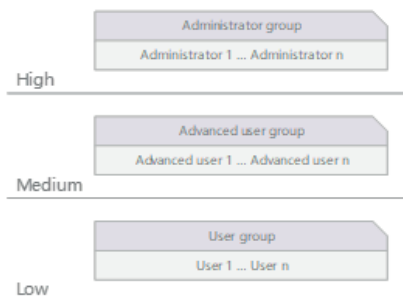 Administrator group
Administrator 1 ... Administrator n
High
Advanced user group
Advanced user 1 ... Advanced user n
Medium
User group
User 1 ... User n
Low